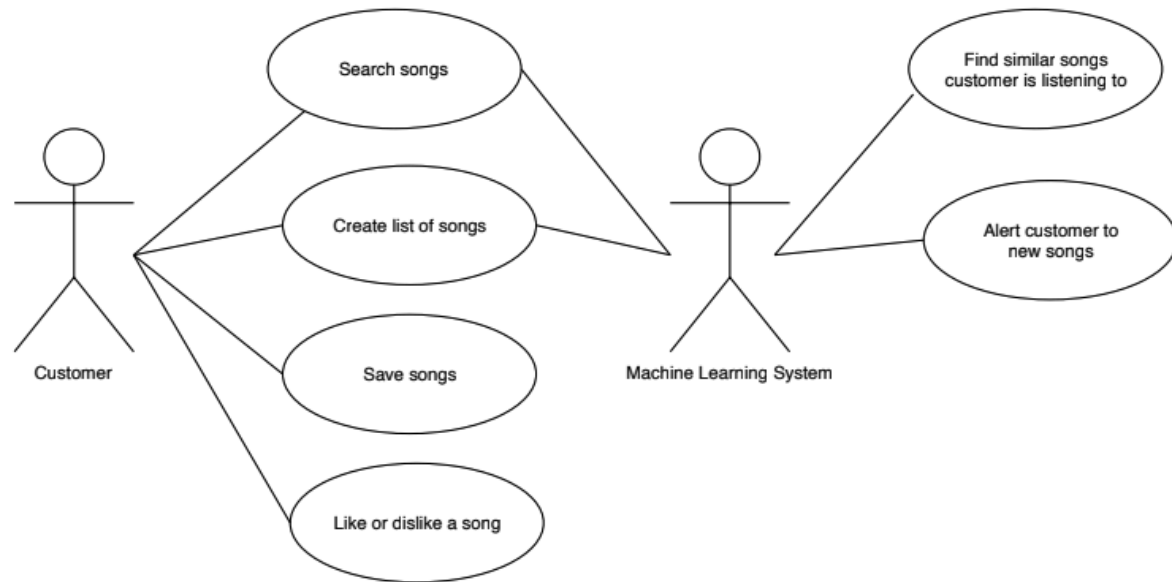 Search songs
Find similar songs
customer is listening to
Create list of songs
Alert customer to
new songs
Customer
Save songs
Machine Learning System
Like or dislike a song